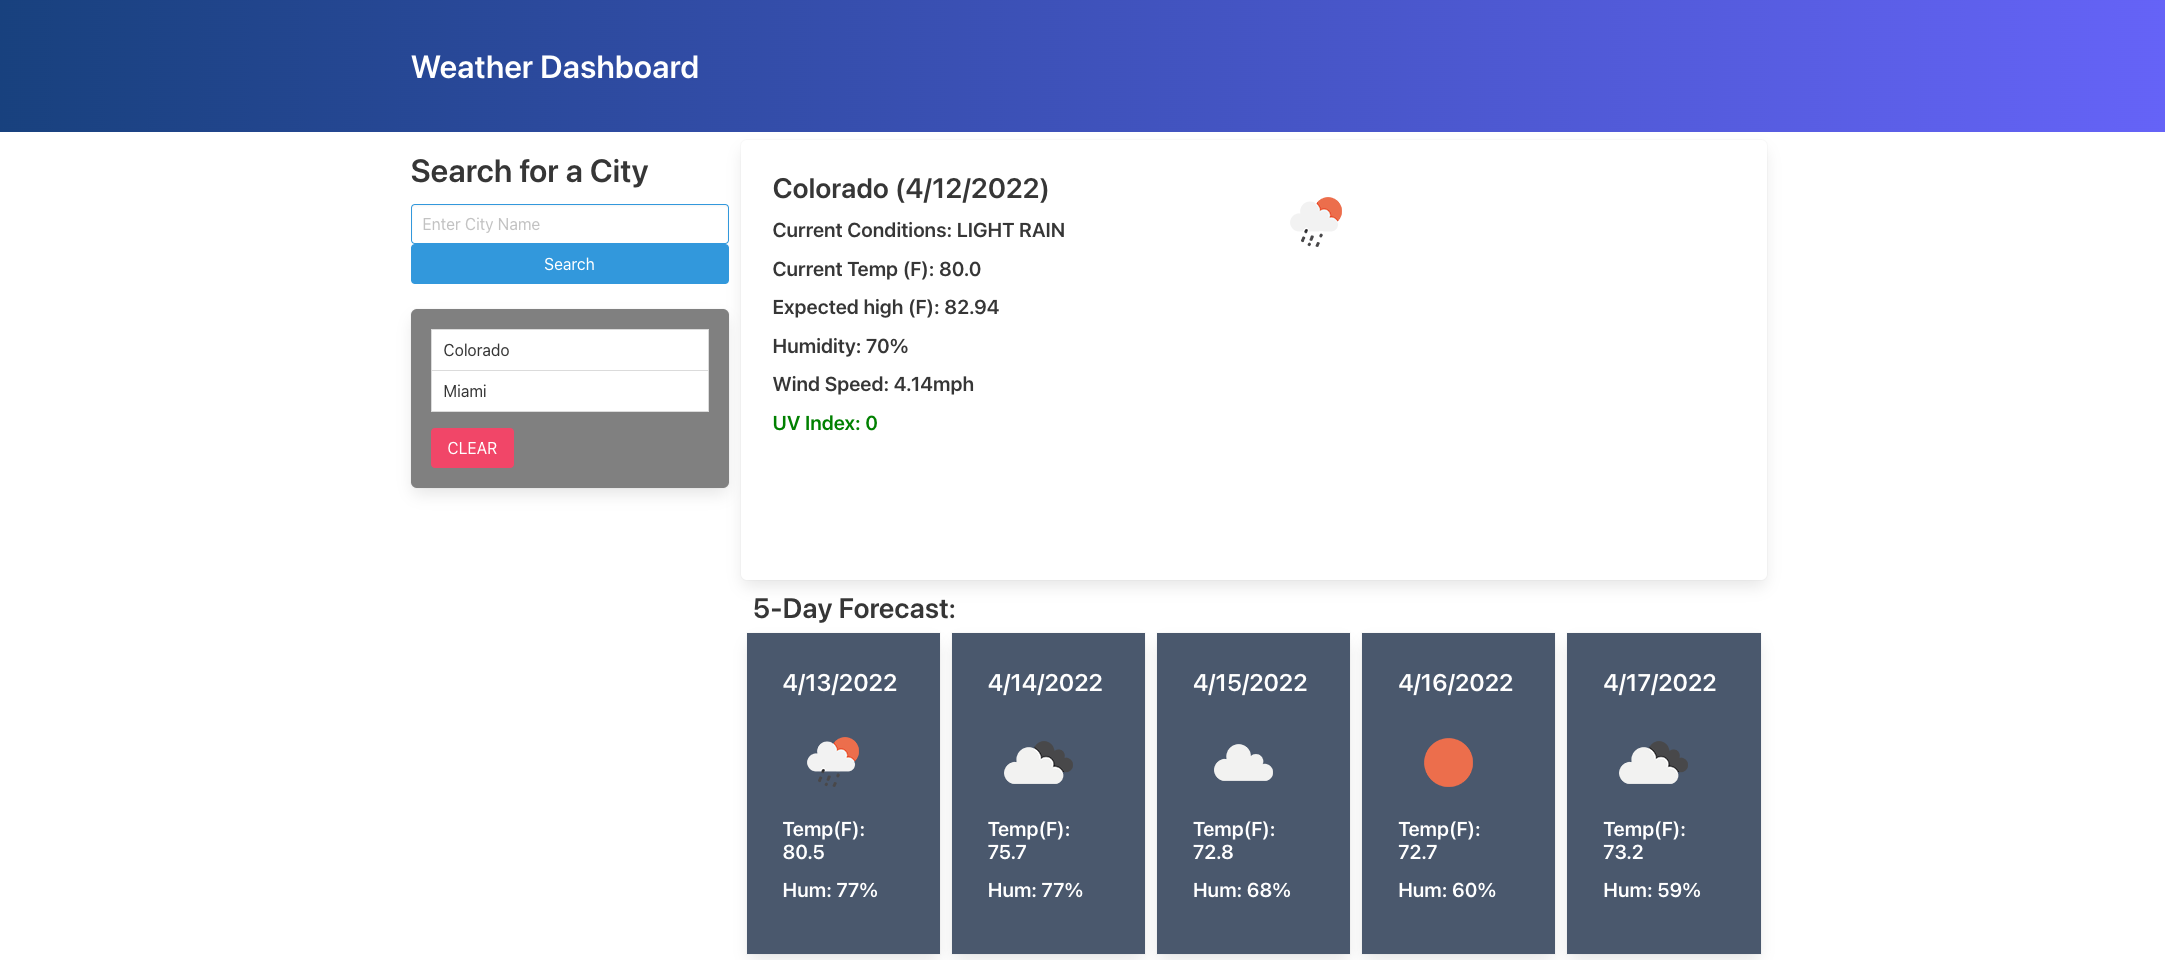 Weather Dashboard
Search for a City
Enter City Name
Search
Colorado
Miami
CLEAR
Colorado (4/12/2022)
Current Conditions: LIGHT RAIN
Current Temp (F): 80.0
Expected high (F): 82.94
Humidity: 70%
Wind Speed: 4.14mph
UV Index: 0
5-Day Forecast:
4/13/2022
Temp(F):
80.5
Hum: 77%
4/14/2022
Temp(F):
75.7
Hum: 77%
4/15/2022
Temp(F):
72.8
Hum: 68%
4/16/2022
Temp(F):
72.7
Hum: 60%
4/17/2022
Temp(F):
73.2
Hum: 59%